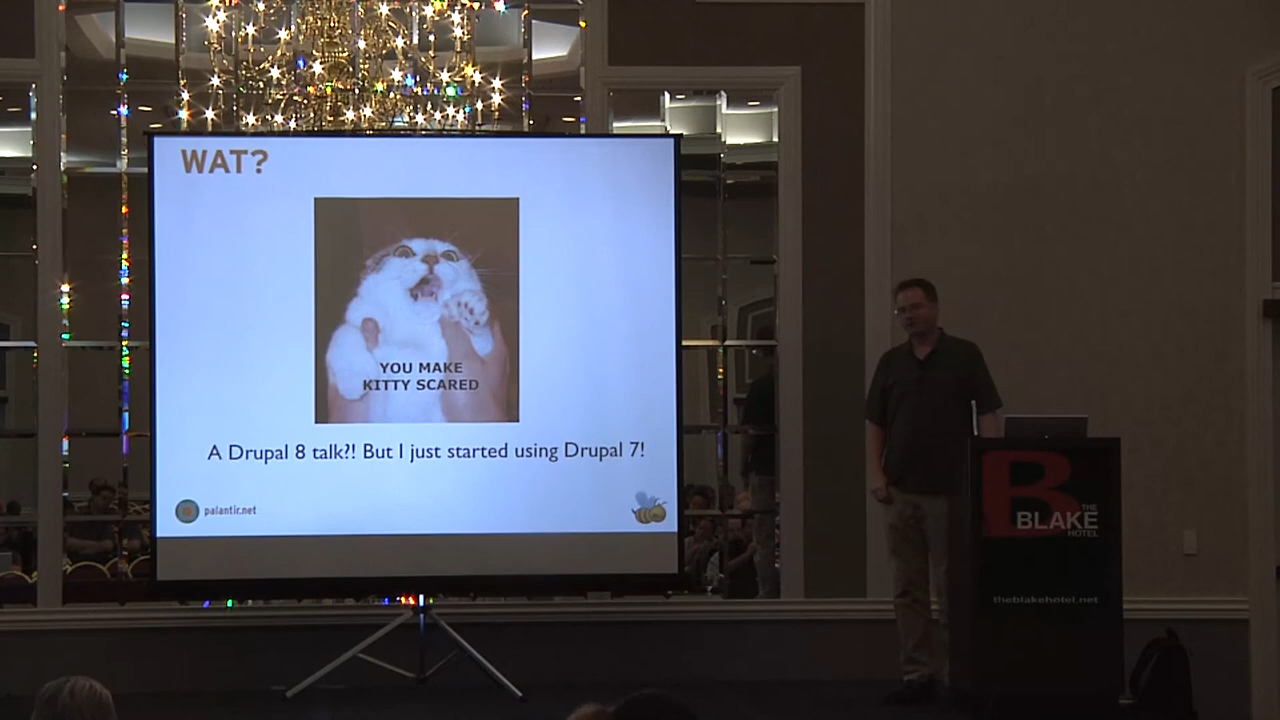 WAT?
YOU MAKE
KITTY SCARED
A Drupal 8 talk?! But I just started using Drupal 7!
palantir.net
B
THE
BLAKE
HOTEL
theblakehotel.net